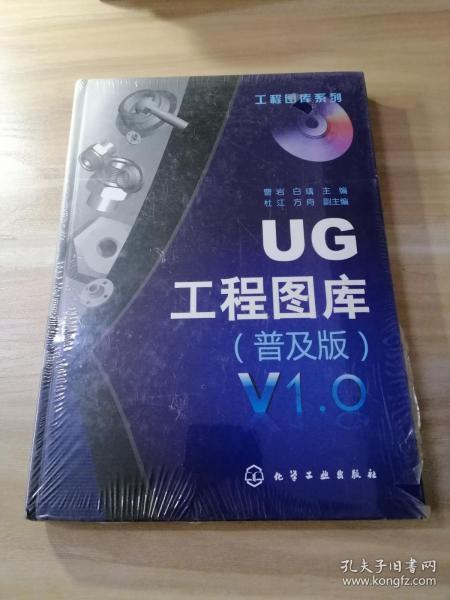 工程图库系列
曹岩 白瑀 主编
杜江 方舟 副主编
UG
工程图库
(普及版)
V1.0
化学工业出版社
孔夫子旧书网
www.kongfz.com